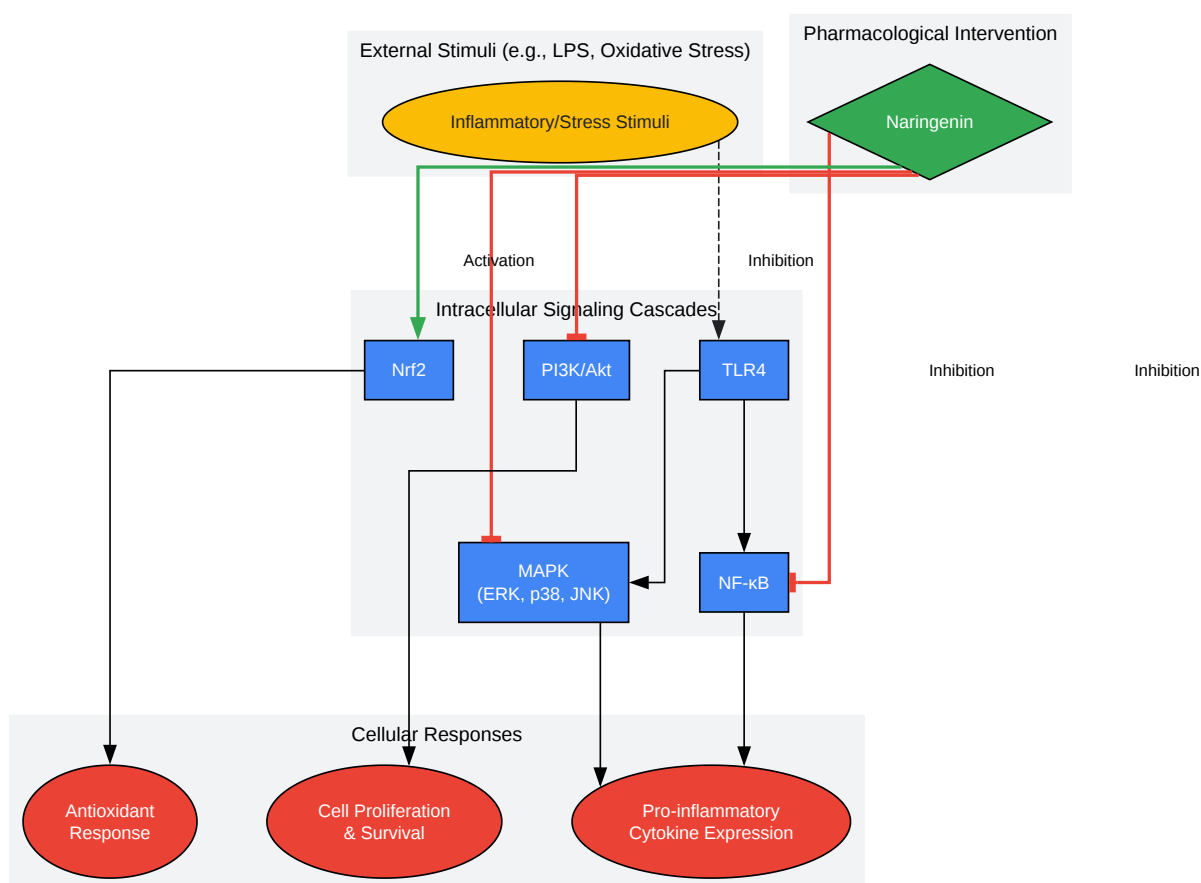 Pharmacological Intervention
External Stimuli (e.g., LPS, Oxidative Stress)
Inflammatory/Stress Stimuli
Naringenin
Activation
Inhibition
Intracellular Signaling Cascades
Nrf2
PI3K/Akt
TLR4
Inhibition
Inhibition
MAPK
(ERK, p38, JNK)
NF-κB
Cellular Responses
Antioxidant
Response
Cell Proliferation
& Survival
Pro-inflammatory
Cytokine Expression